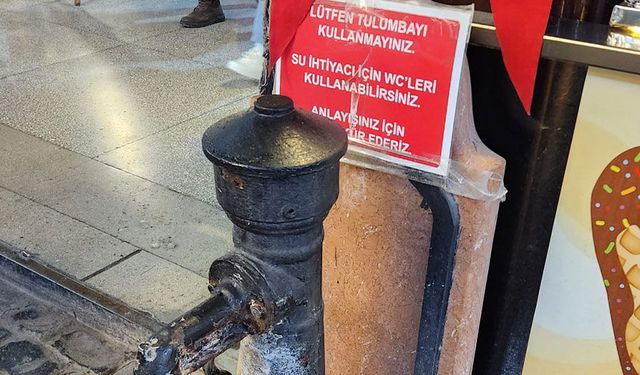 LÜTFEN TULUMBAYI
KULLANMAYINIZ.
SU İHTİYACI İÇİN WC'LERİ
KULLANABİLİRSİNİZ.
ANLAYIŞINIZ İÇİN
EDERİZ.